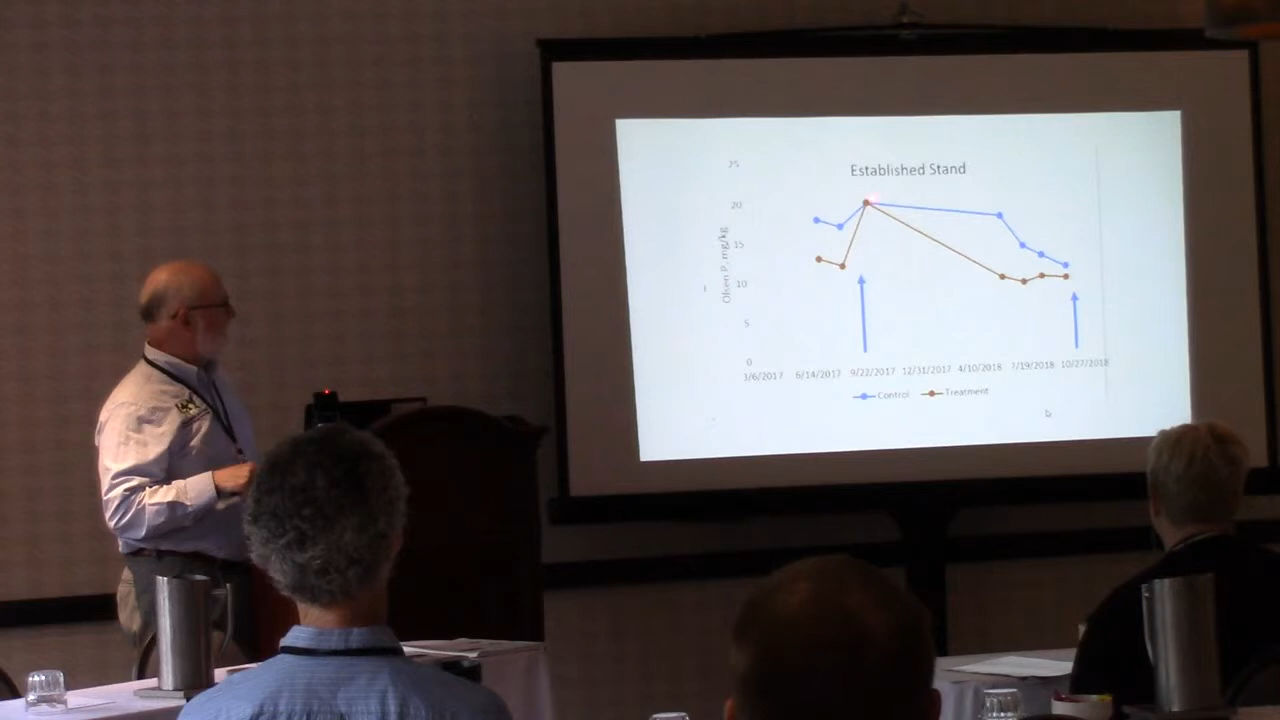 Established Stand
25
20
15
10
5
0
Olsen P, mg/kg
3/6/2017 6/14/2017 9/22/2017 12/31/2017 4/10/2018 7/19/2018 10/27/2018
Control Treatment